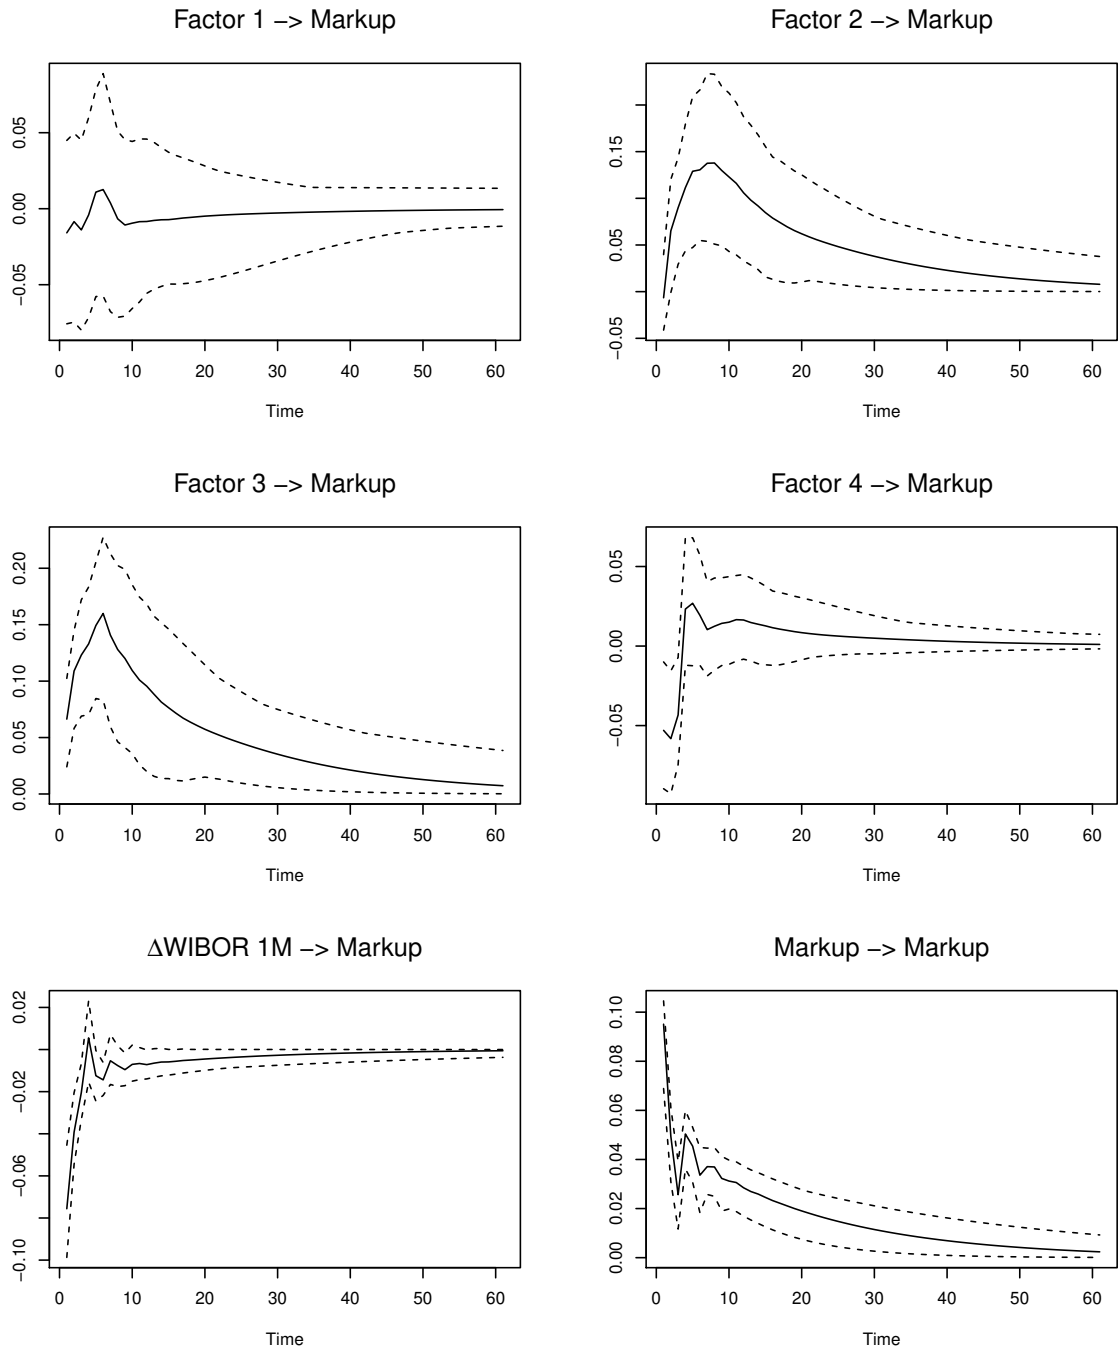 Factor 1 −> Markup
Factor 2 −> Markup
0.05
0.00
−0.05
0 10 20 30 40 50 60
Time
0.15
0.05
−0.05
0 10 20 30 40 50 60
Time
Factor 3 −> Markup
Factor 4 −> Markup
0.20
0.15
0.10
0.05
0.00
0 10 20 30 40 50 60
Time
0.05
0.00
−0.05
0 10 20 30 40 50 60
Time
ΔWIBOR 1M −> Markup
Markup −> Markup
0.02
−0.02
−0.06
−0.10
0 10 20 30 40 50 60
Time
0.10
0.08
0.06
0.04
0.02
0.00
0 10 20 30 40 50 60
Time